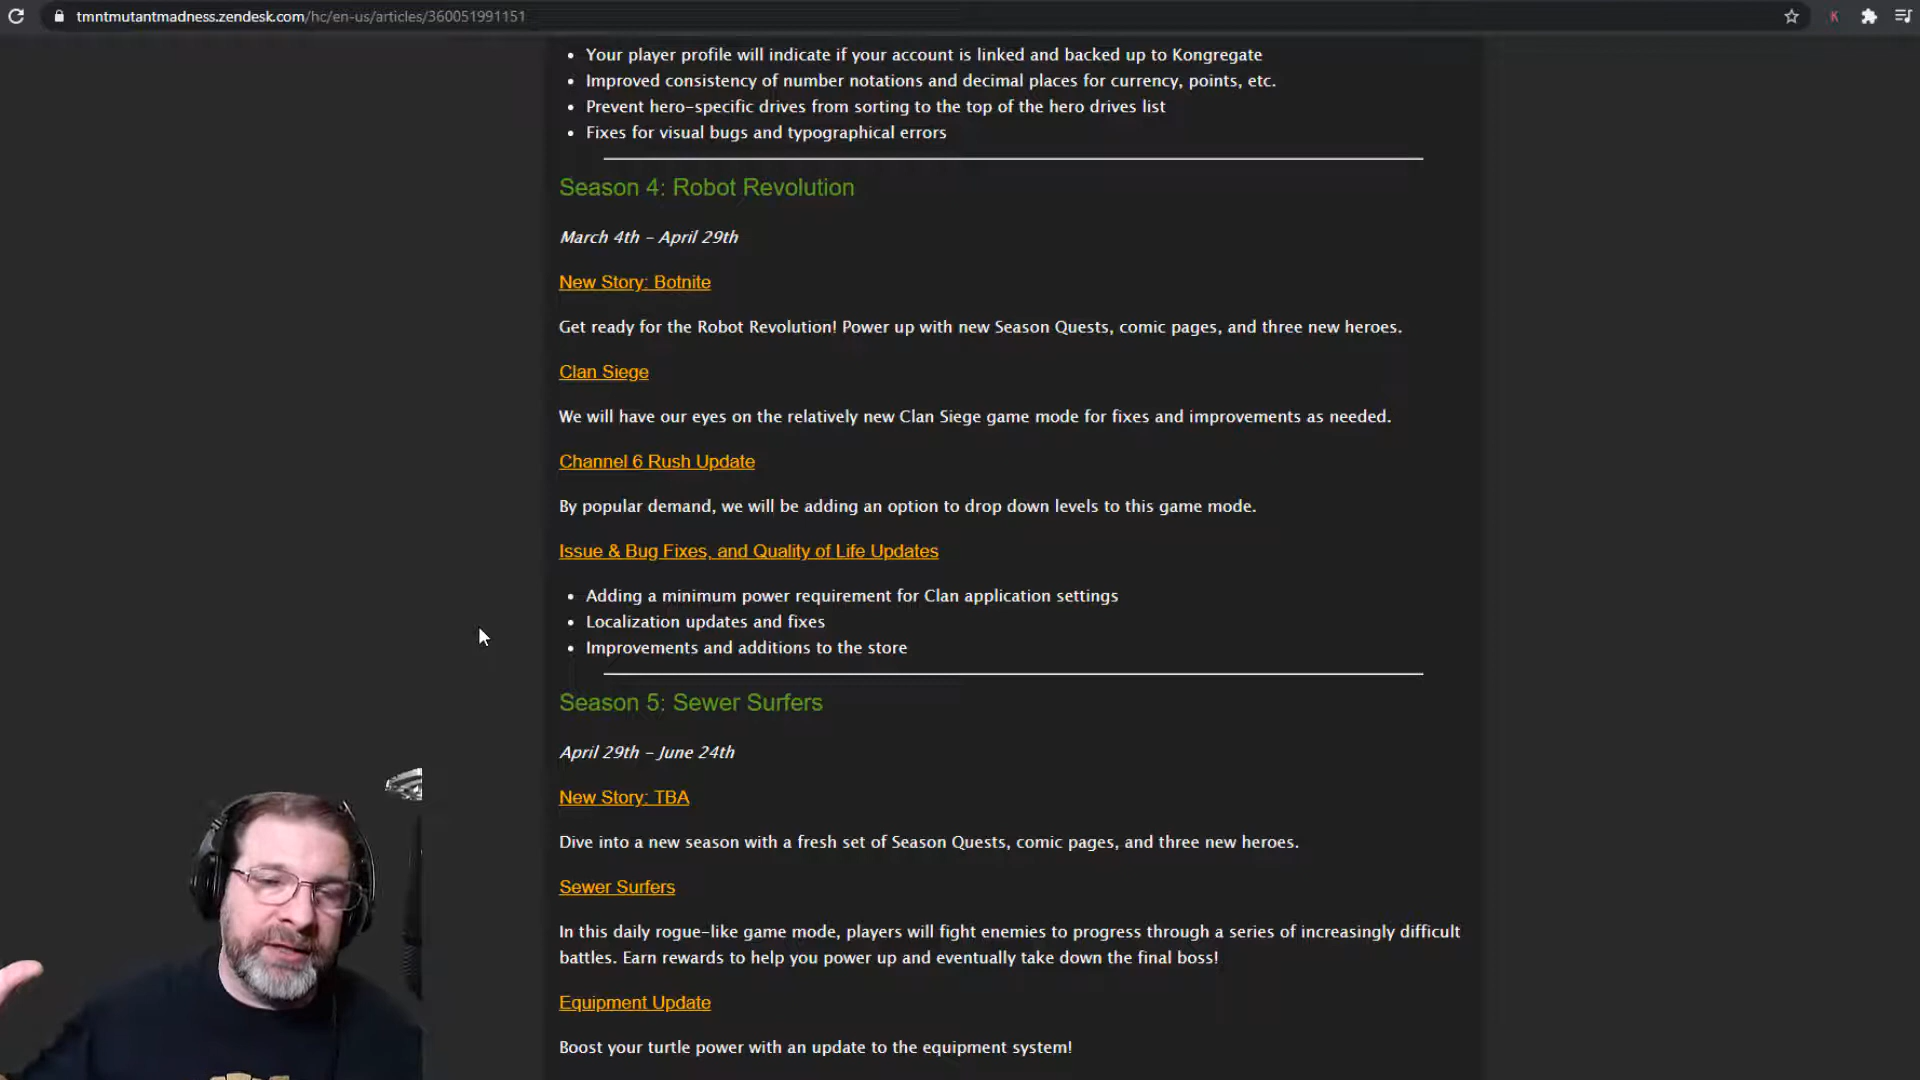 tmntmutantmadness.zendesk.com/hc/en-us/articles/360051991151
K
• Your player profile will indicate if your account is linked and backed up to Kongregate
• Improved consistency of number notations and decimal places for currency, points, etc.
• Prevent hero-specific drives from sorting to the top of the hero drives list
• Fixes for visual bugs and typographical errors
Season 4: Robot Revolution
March 4th - April 29th
New Story: Botnite
Get ready for the Robot Revolution! Power up with new Season Quests, comic pages, and three new heroes.
Clan Siege
We will have our eyes on the relatively new Clan Siege game mode for fixes and improvements as needed.
Channel 6 Rush Update
By popular demand, we will be adding an option to drop down levels to this game mode.
Issue & Bug Fixes, and Quality of Life Updates
• Adding a minimum power requirement for Clan application settings
• Localization updates and fixes
• Improvements and additions to the store
Season 5: Sewer Surfers
April 29th - June 24th
New Story: TBA
Dive into a new season with a fresh set of Season Quests, comic pages, and three new heroes.
Sewer Surfers
In this daily rogue-like game mode, players will fight enemies to progress through a series of increasingly difficult
battles. Earn rewards to help you power up and eventually take down the final boss!
Equipment Update
Boost your turtle power with an update to the equipment system!